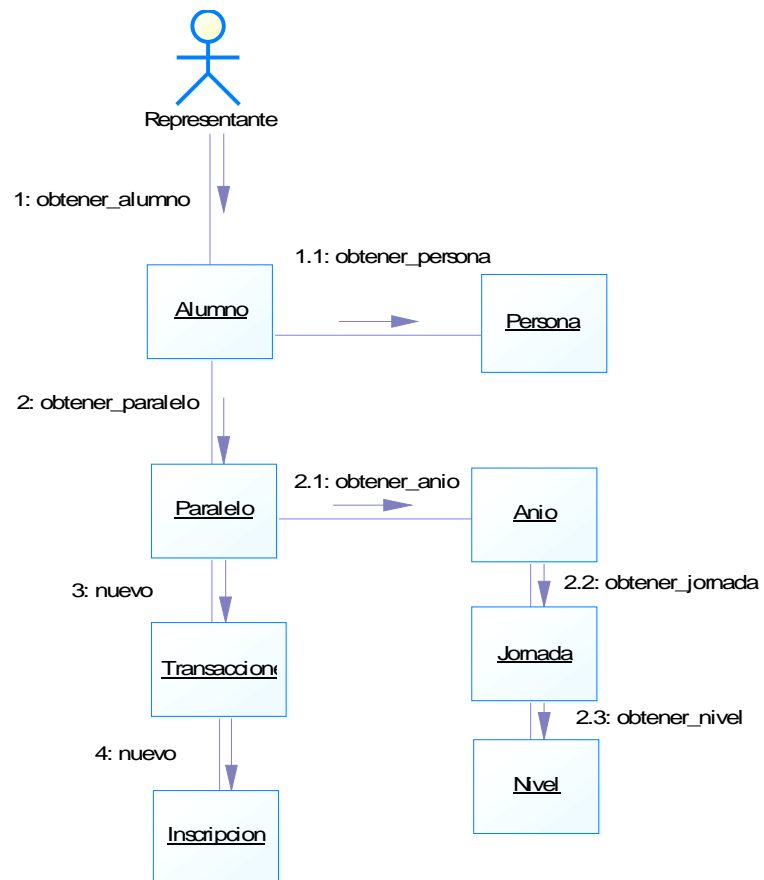 Representante
1: obtener_alumno
1.1: obtener_persona
Alumno
Persona
2: obtener_paralelo
2.1: obtener_anio
Paralelo
Anio
3: nuevo
2.2: obtener_jornada
Transaccione
Jornada
2.3: obtener_nivel
4: nuevo
Nivel
Inscripcion